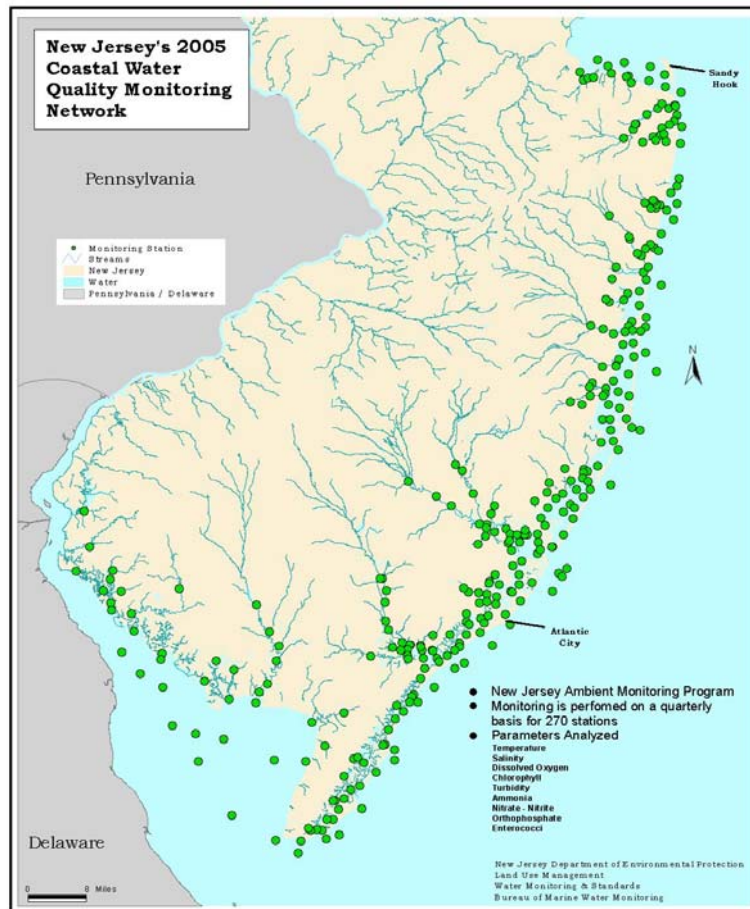 New Jersey's 2005
Coastal Water
Quality Monitoring
Network
Sandy
Hook
Pennsylvania
Monitoring Station
Streams
New Jersey
Water
Pennsylvania / Delaware
N
Atlantic
City
● New Jersey Ambient Monitoring Program
● Monitoring is perfomed on a quarterly
basis for 270 stations
● Parameters Analyzed
Temperature
Salinity
Dissolved Oxygen
Chlorophyll
Turbidity
Ammonia
Nitrate - Nitrite
Orthophosphate
Enterococci
Delaware
0 8 Miles
New Jersey Department of Environmental Protection
Land Use Management
Water Monitoring & Standards
Bureau of Marine Water Monitoring